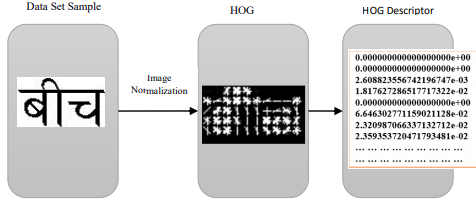 Data Set Sample
HOG
HOG Descriptor
बीच
Image
Normalization
0.000000000000000000e+00
0.000000000000000000e+00
2.608823556742196747e-03
1.817627286517717322e-02
0.000000000000000000e+00
6.646302771159021128e-02
2.320987066337132712e-02
2.359353720471793481e-02
... ... ... ... ... ... ... ... ...
... ... ... ... ... ... ... ... ...